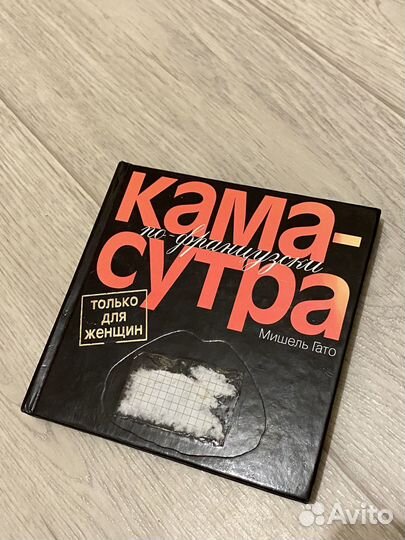 Кама-
по французски
сутра
только
для
женщин
Мишель Гато
Avito